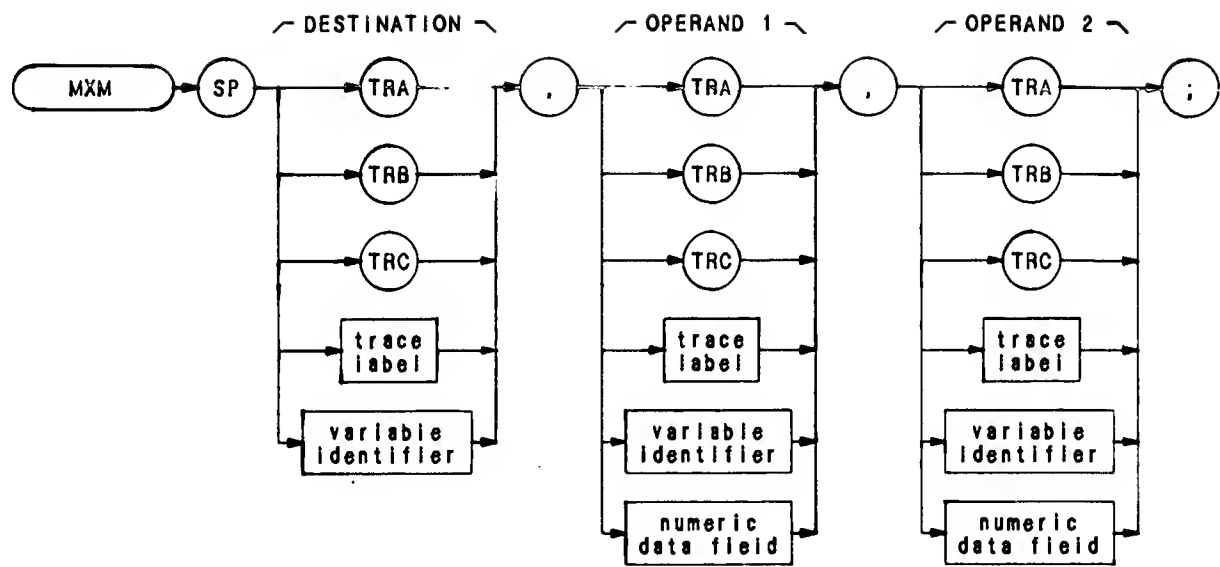 DESTINATION
OPERAND 1
OPERAND 2
MXM
SP
TRA
,
TRA
,
TRA
;
TRB
TRB
TRB
TRC
TRC
TRC
trace
label
trace
label
trace
label
variable
identifier
variable
identifier
variable
identifier
numeric
data field
numeric
data field